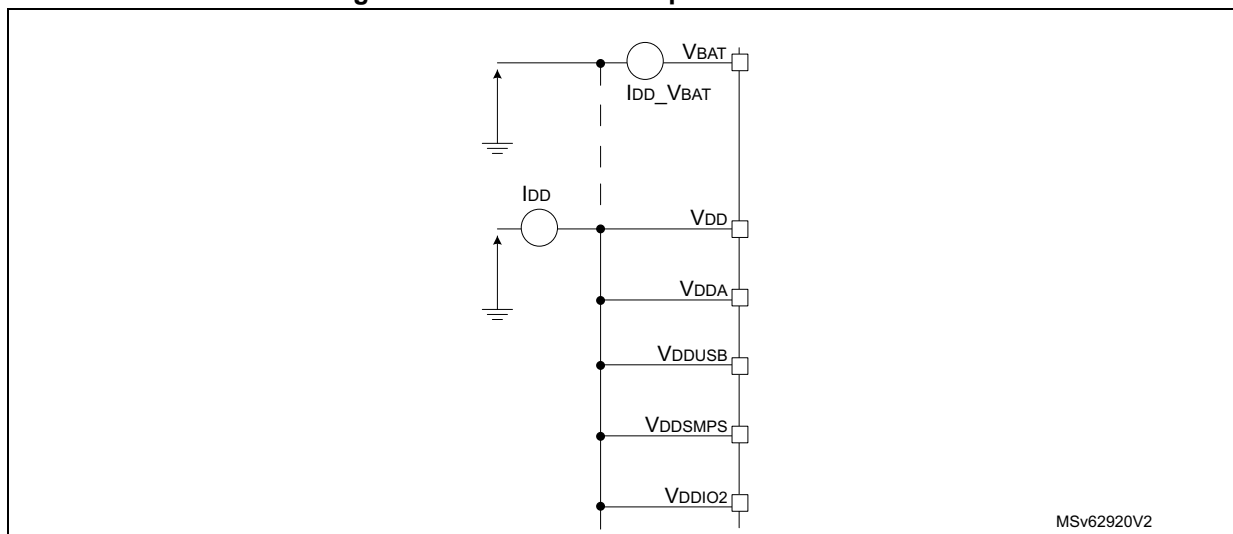 VBAT
IDD_VBAT
IDD
VDD
VDDA
VDDUSB
VDDSMPS
VDDIO2
MSv62920V2